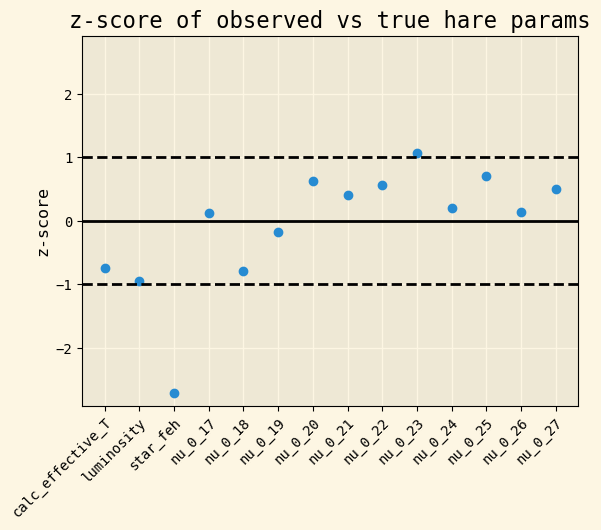 z-score of observed vs true hare params
z-score
2
1
0
−1
−2
calc_effective_T
luminosity
star_feh
nu_0_17
nu_0_18
nu_0_19
nu_0_20
nu_0_21
nu_0_22
nu_0_23
nu_0_24
nu_0_25
nu_0_26
nu_0_27